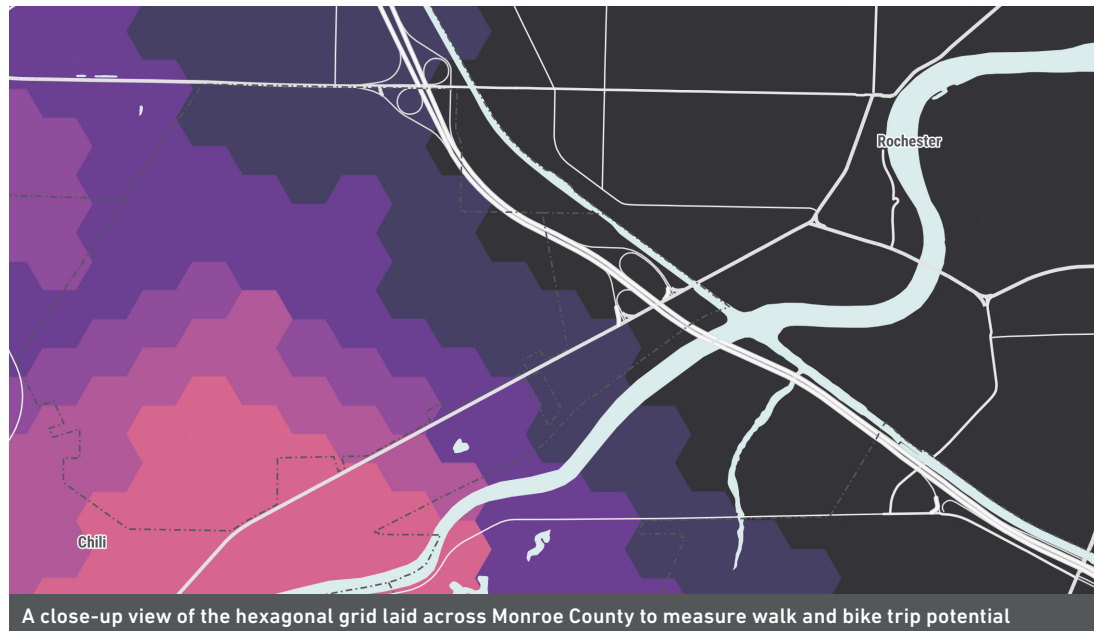 Rochester
Chili
A close-up view of the hexagonal grid laid across Monroe County to measure walk and bike trip potential